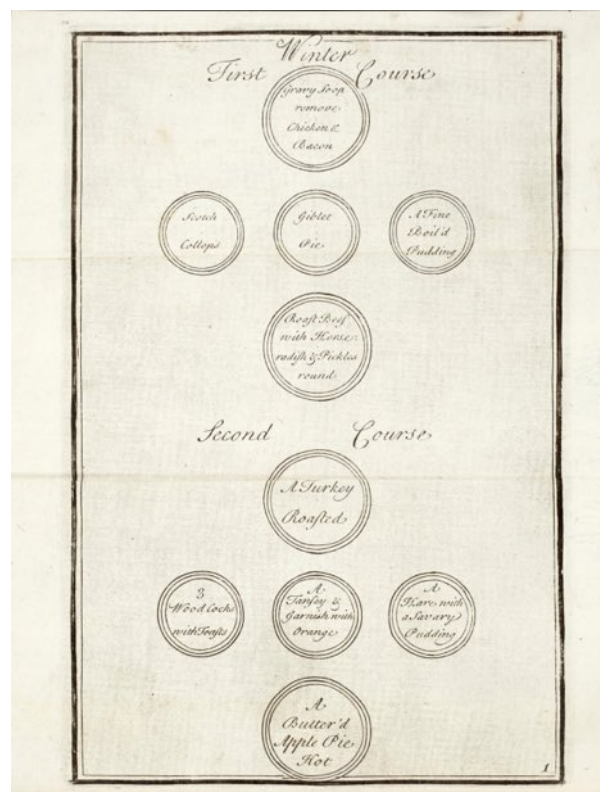 Winter
First Course
Gravy Soop
remove
Chicken &
Bacon
Scotch
Collops
Giblet
Pie
A Fine
Boil'd
Pudding
Roaſt Beef
with Horse-
radiſh & Pickles
round
Second Course
A Turkey
Roaſted
3
Wood Cocks
with Toaſts
A
Tanſey &
Garniſh with
Orange
A
Hare with
a Savary
Pudding
A
Butter'd
Apple Pie
Hot
1